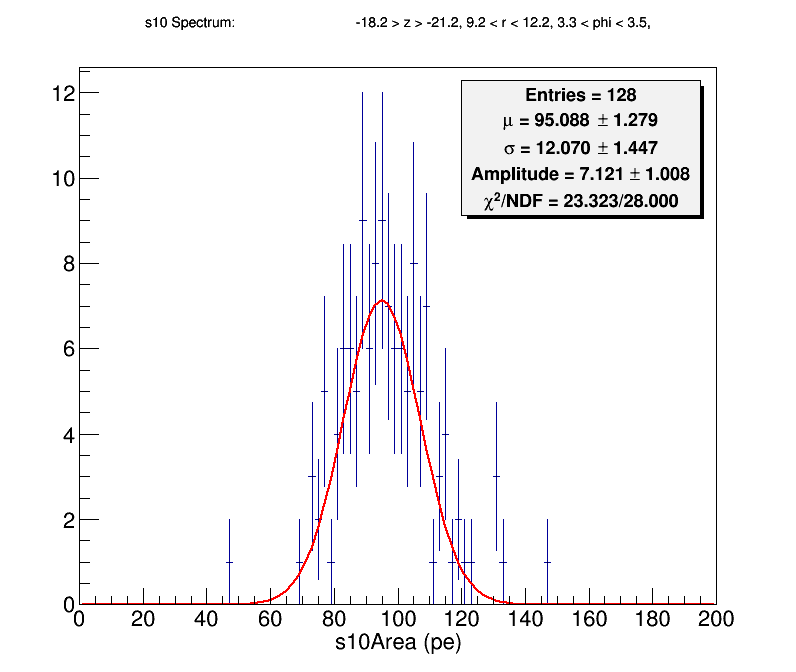 s10 Spectrum: -18.2 > z > -21.2, 9.2 < r < 12.2, 3.3 < phi < 3.5,
Entries = 128
μ = 95.088 ± 1.279
σ = 12.070 ± 1.447
Amplitude = 7.121 ± 1.008
χ²/NDF = 23.323/28.000
12
10
8
6
4
2
0
0 20 40 60 80 100 120 140 160 180 200
s10Area (pe)